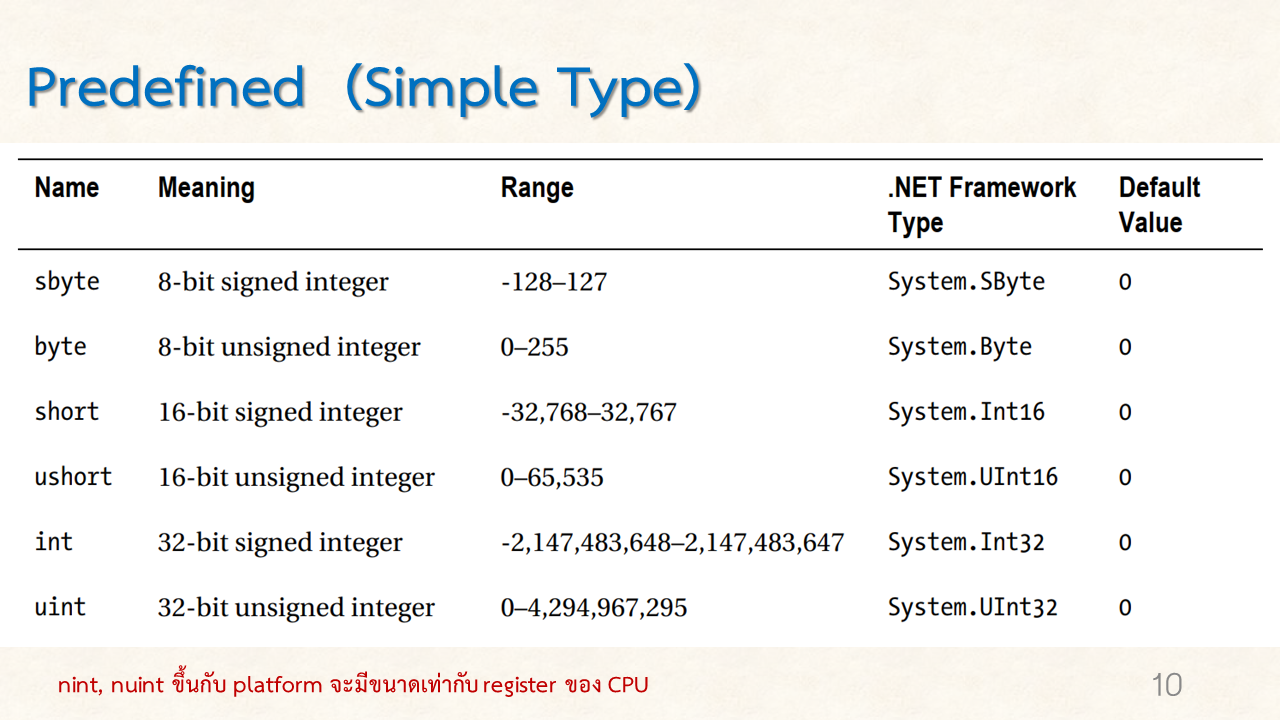 Predefined (Simple Type)
Name Meaning Range .NET Framework Type Default Value
sbyte 8-bit signed integer -128–127 System.SByte 0
byte 8-bit unsigned integer 0–255 System.Byte 0
short 16-bit signed integer -32,768–32,767 System.Int16 0
ushort 16-bit unsigned integer 0–65,535 System.UInt16 0
int 32-bit signed integer -2,147,483,648–2,147,483,647 System.Int32 0
uint 32-bit unsigned integer 0–4,294,967,295 System.UInt32 0
nint, nuint ขึ้นกับ platform จะมีขนาดเท่ากับ register ของ CPU
10